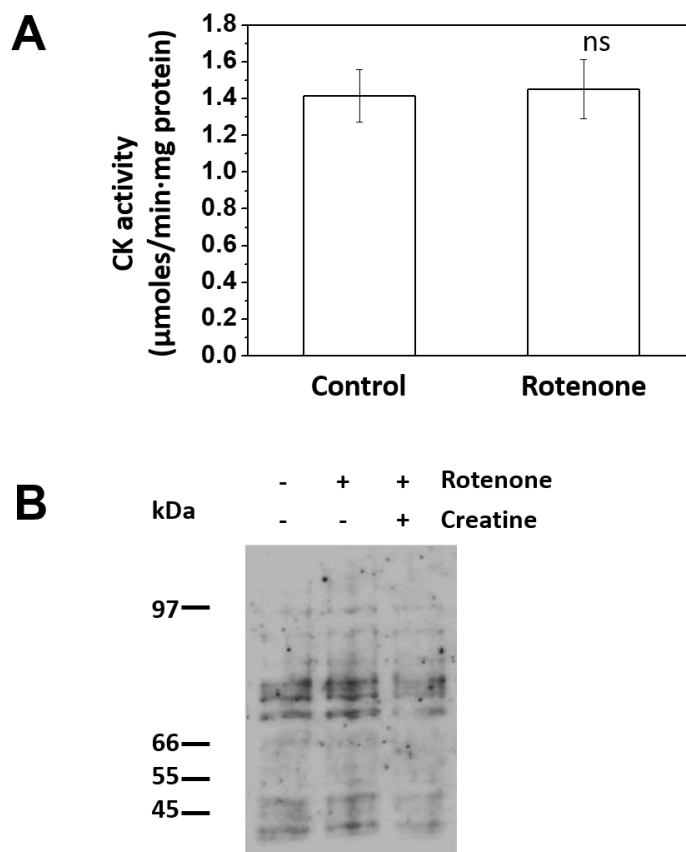 A
CK activity
(μmoles/min·mg protein)
1.8
1.6
1.4
1.2
1.0
0.8
0.6
0.4
0.2
0.0
ns
Control Rotenone
B
- + + Rotenone
kDa
- - + Creatine
97
66
55
45